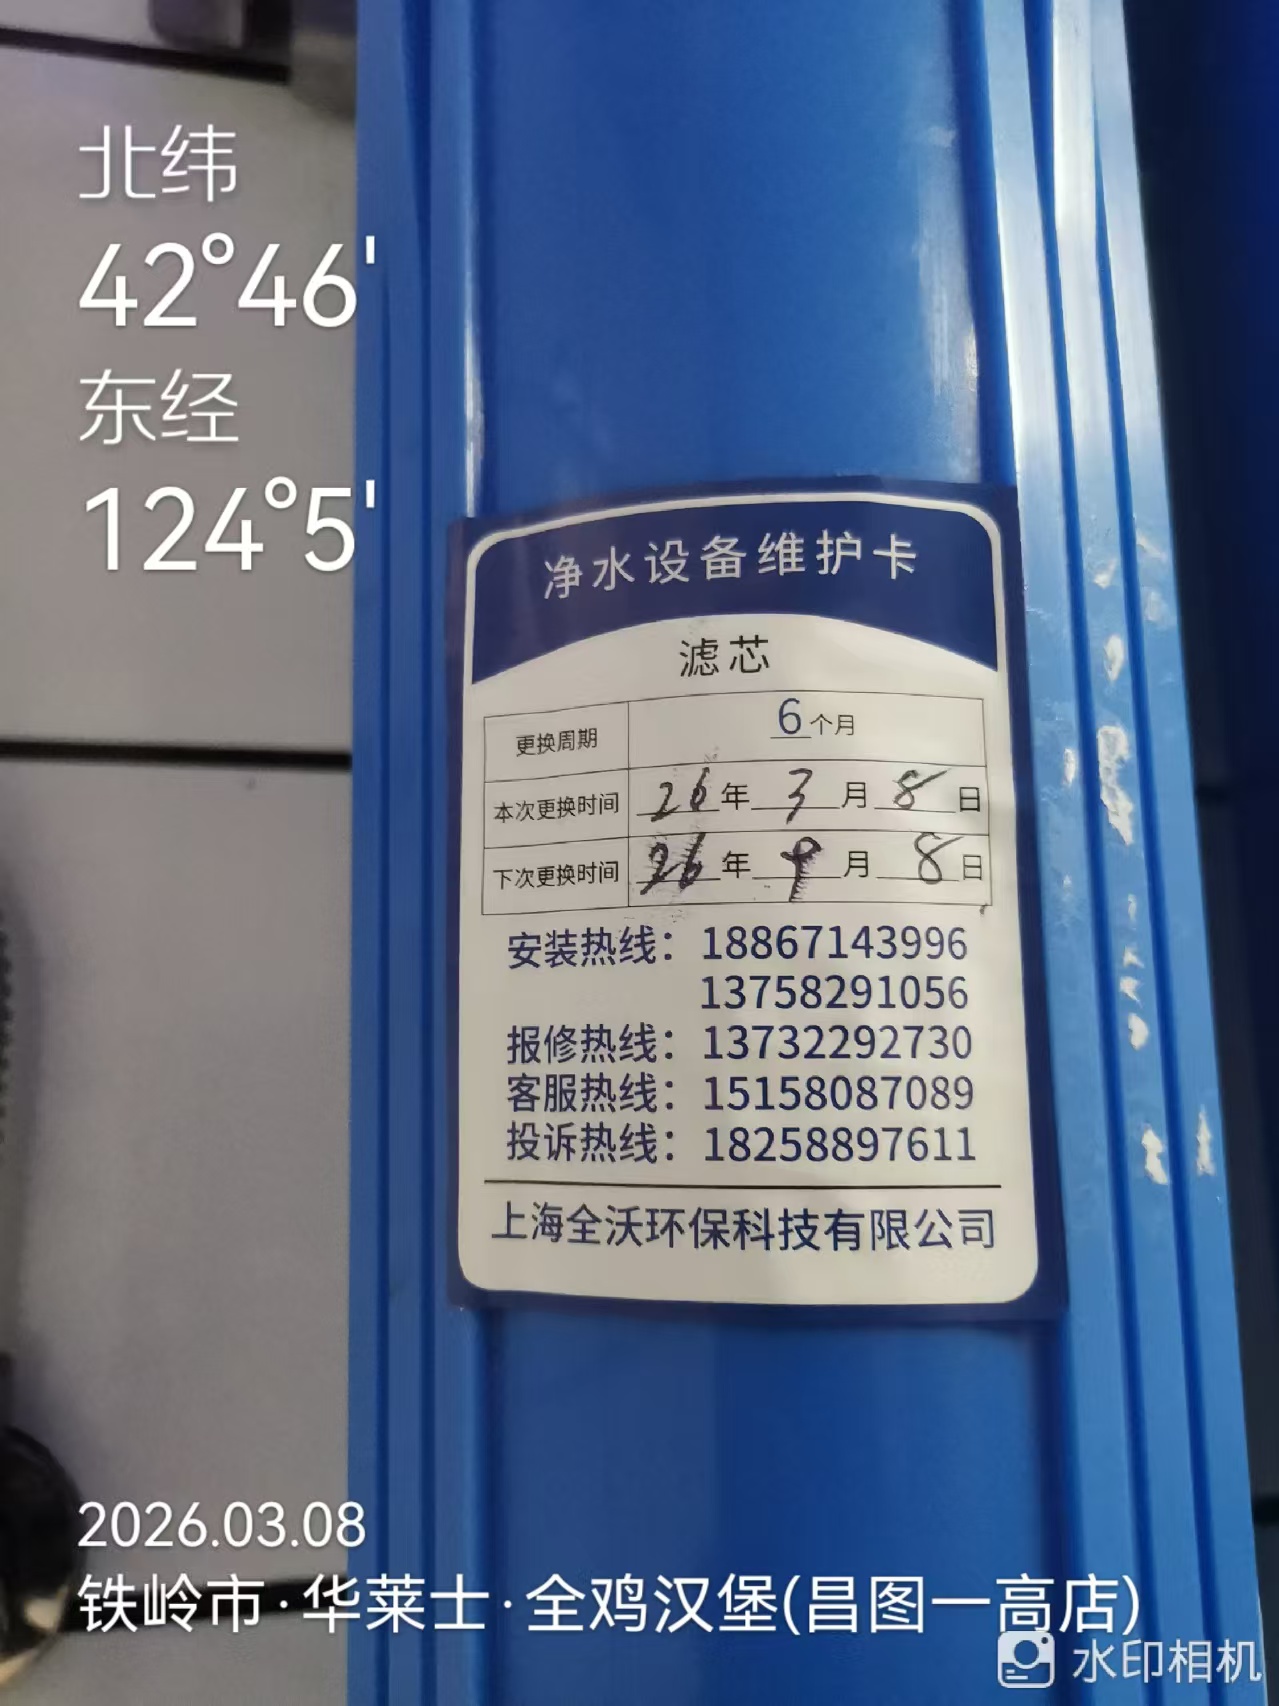 北纬
42°46'
东经
124°5'
净水设备维护卡
滤芯
更换周期 6个月
本次更换时间 26年3月8日
下次更换时间 26年9月8日
安装热线：18867143996
13758291056
报修热线：13732292730
客服热线：15158087089
投诉热线：18258897611
上海全沃环保科技有限公司
2026.03.08
铁岭市·华莱士·全鸡汉堡(昌图一高店)
水印相机